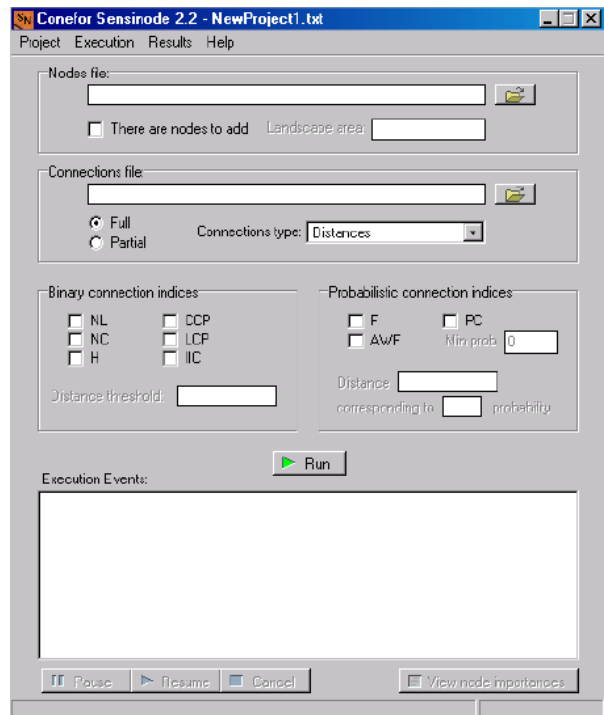 Conefor Sensinode 2.2 - NewProject1.txt
Project Execution Results Help
Nodes file:
There are nodes to add Landscape area:
Connections file
Full
Partial
Connections type: Distances
Binary connection indices
NL CCP
NC LCP
H IIC
Distance threshold:
Probabilistic connection indices
F PC
AWF Min prob 0
Distance
corresponding to probability
Run
Execution Events:
Pause Resume Cancel View node importances